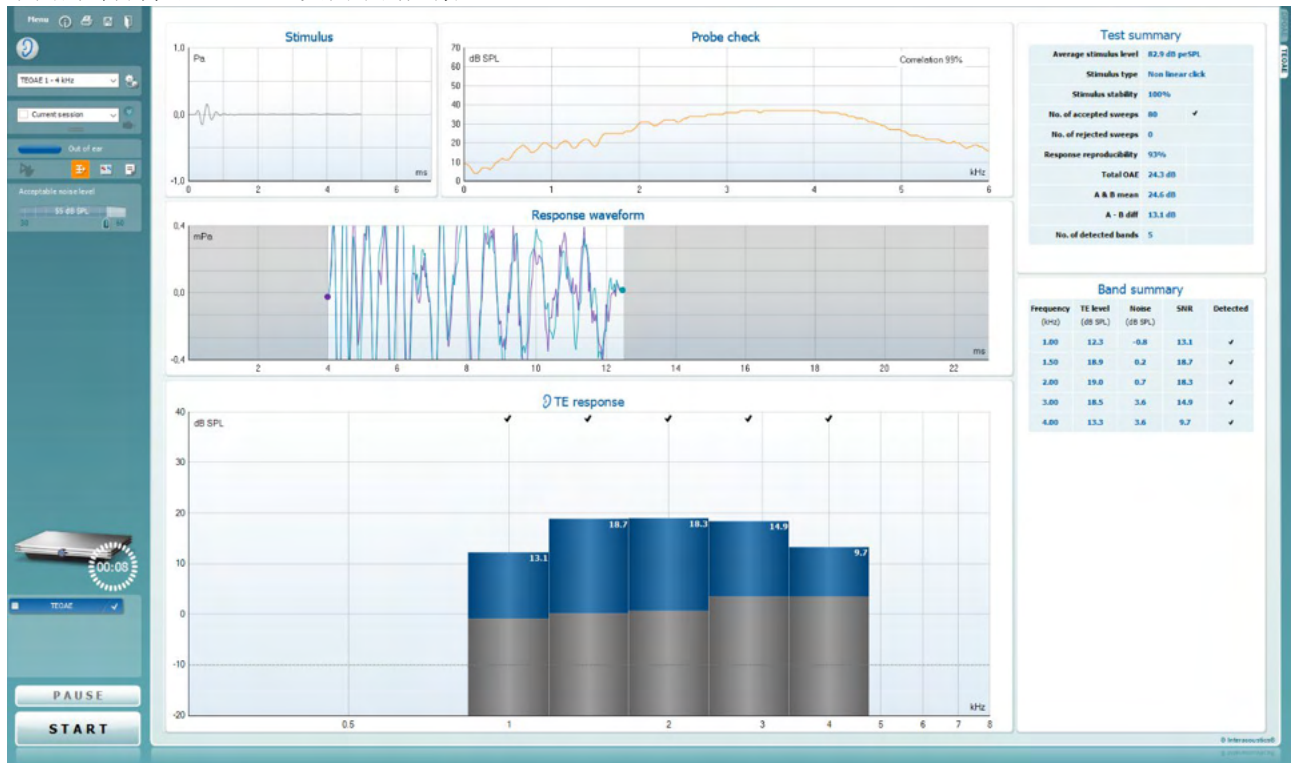 Menu
TEOAE 1 - 4 kHz
Current session
Out of ear
Acceptable noise level
55 dB SPL
30 60
00:08
TEOAE
PAUSE
START
Stimulus
1,0
Pa
0,0
-1,0
ms
0 2 4 6
Probe check
70
dB SPL
Correlation 99%
60
50
40
30
20
10
0
kHz
0 1 2 3 4 5 6
Response waveform
0,4
mPa
0,0
-0,4
ms
2 4 6 8 10 12 14 16 18 20 22
TE response
40
dB SPL
30
20
18.7 18.3 14.9
10
13.1 9.7
0
-10
-20
kHz
0.5 1 2 3 4 5 6 7 8
Test summary
Average stimulus level 82.9 dB peSPL
Stimulus type Non linear click
Stimulus stability 100%
No. of accepted sweeps 80 ✔
No. of rejected sweeps 0
Response reproducibility 93%
Total OAE 24.3 dB
A & B mean 24.6 dB
A - B diff 13.1 dB
No. of detected bands 5
Band summary
Frequency TE level Noise SNR Detected
(kHz) (dB SPL) (dB SPL)
1.00 12.3 -0.8 13.1 ✔
1.50 18.9 0.2 18.7 ✔
2.00 19.0 0.7 18.3 ✔
3.00 18.5 3.6 14.9 ✔
4.00 13.3 3.6 9.7 ✔
TEOAE